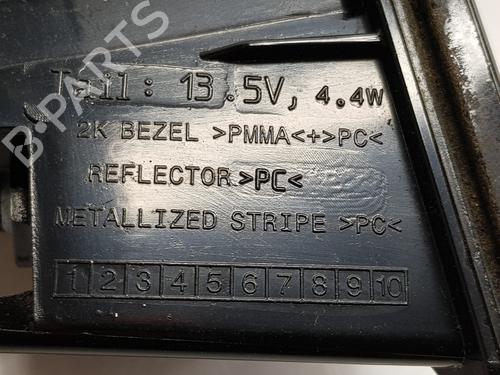 B-PARTS
Tail: 13.5V, 4.4W
2K BEZEL >PMMA<+>PC<
REFLECTOR >PC<
METALLIZED STRIPE >PC<
1 2 3 4 5 6 7 8 9 10